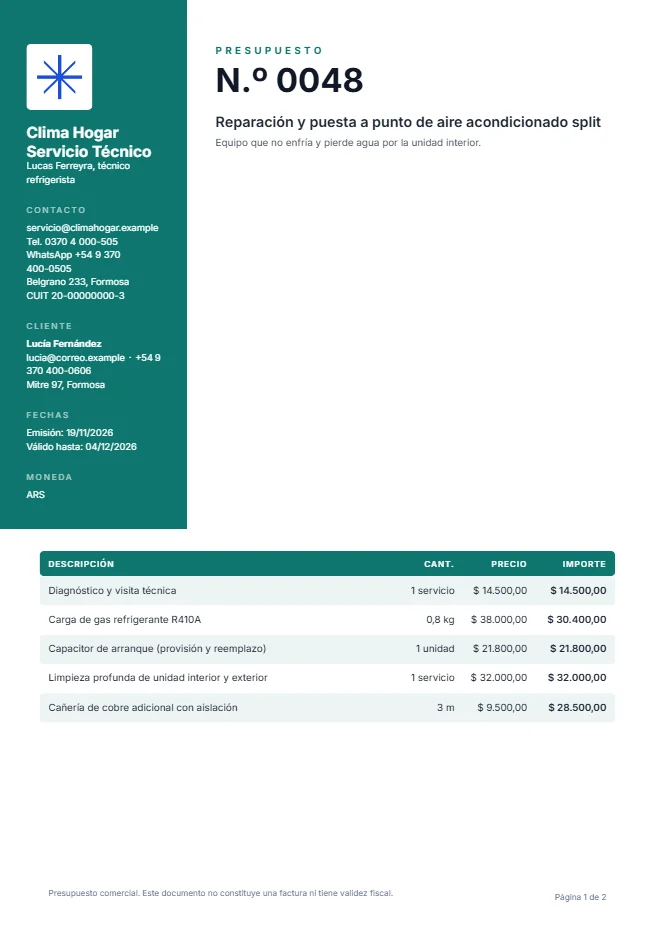 Clima Hogar
Servicio Técnico
Lucas Ferreyra, técnico
refrigerista
CONTACTO
servicio@climahogar.example
Tel. 0370 4 000-505
WhatsApp +54 9 370
400-0505
Belgrano 233, Formosa
CUIT 20-00000000-3
CLIENTE
Lucía Fernández
lucia@correo.example · +54 9
370 400-0606
Mitre 97, Formosa
FECHAS
Emisión: 19/11/2026
Válido hasta: 04/12/2026
MONEDA
ARS
PRESUPUESTO
N.º 0048
Reparación y puesta a punto de aire acondicionado split
Equipo que no enfría y pierde agua por la unidad interior.
DESCRIPCIÓN CANT. PRECIO IMPORTE
Diagnóstico y visita técnica 1 servicio $ 14.500,00 $ 14.500,00
Carga de gas refrigerante R410A 0,8 kg $ 38.000,00 $ 30.400,00
Capacitor de arranque (provisión y reemplazo) 1 unidad $ 21.800,00 $ 21.800,00
Limpieza profunda de unidad interior y exterior 1 servicio $ 32.000,00 $ 32.000,00
Cañería de cobre adicional con aislación 3 m $ 9.500,00 $ 28.500,00
Presupuesto comercial. Este documento no constituye una factura ni tiene validez fiscal.
Página 1 de 2